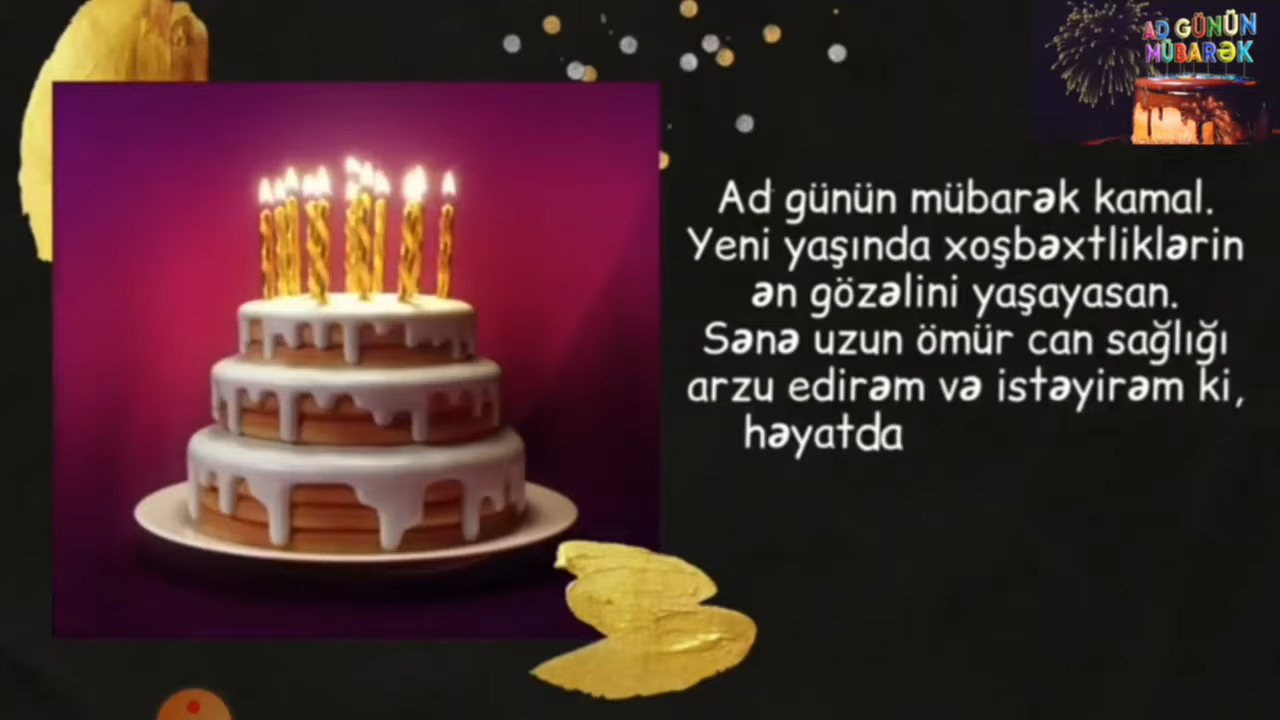 AD GÜNÜN
MÜBARƏK
Ad günün mübarək kamal.
Yeni yaşında xoşbəxtliklərin
ən gözəlini yaşayasan.
Sənə uzun ömür can sağlığı
arzu edirəm və istəyirəm ki,
həyatda